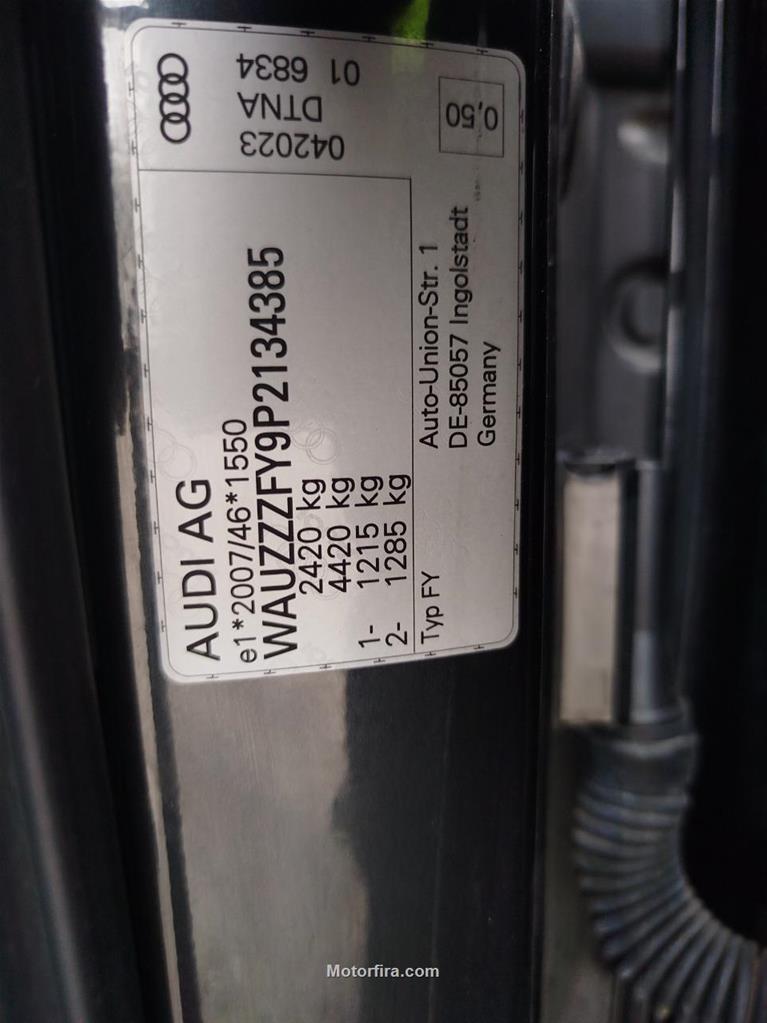 AUDI AG
e1*2007/46*1550
WAUZZZFY9P2134385
2420 kg
4420 kg
1- 1215 kg
2- 1285 kg
Typ FY
Auto-Union-Str. 1
DE-85057 Ingolstadt
Germany
042023
DTNA
01 6834
0,50
Motorfira.com